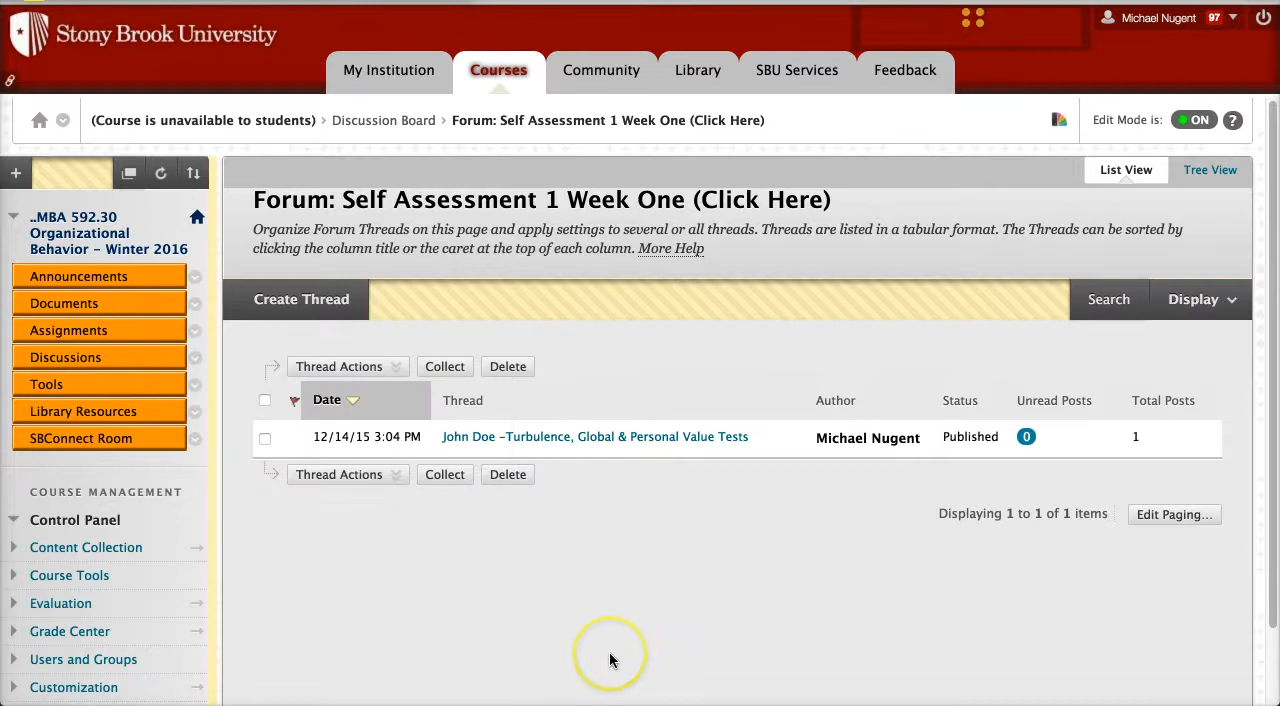 Stony Brook University
Michael Nugent 97
My Institution Courses Community Library SBU Services Feedback
(Course is unavailable to students) › Discussion Board › Forum: Self Assessment 1 Week One (Click Here)
Edit Mode is: ON ?
List View Tree View
..MBA 592.30
Organizational
Behavior – Winter 2016
Announcements
Documents
Assignments
Discussions
Tools
Library Resources
SBConnect Room
COURSE MANAGEMENT
Control Panel
Content Collection
Course Tools
Evaluation
Grade Center
Users and Groups
Customization
Forum: Self Assessment 1 Week One (Click Here)
Organize Forum Threads on this page and apply settings to several or all threads. Threads are listed in a tabular format. The Threads can be sorted by
clicking the column title or the caret at the top of each column. More Help
Create Thread Search Display
Thread Actions Collect Delete
Date Thread Author Status Unread Posts Total Posts
12/14/15 3:04 PM John Doe –Turbulence, Global & Personal Value Tests Michael Nugent Published 0 1
Thread Actions Collect Delete
Displaying 1 to 1 of 1 items Edit Paging...